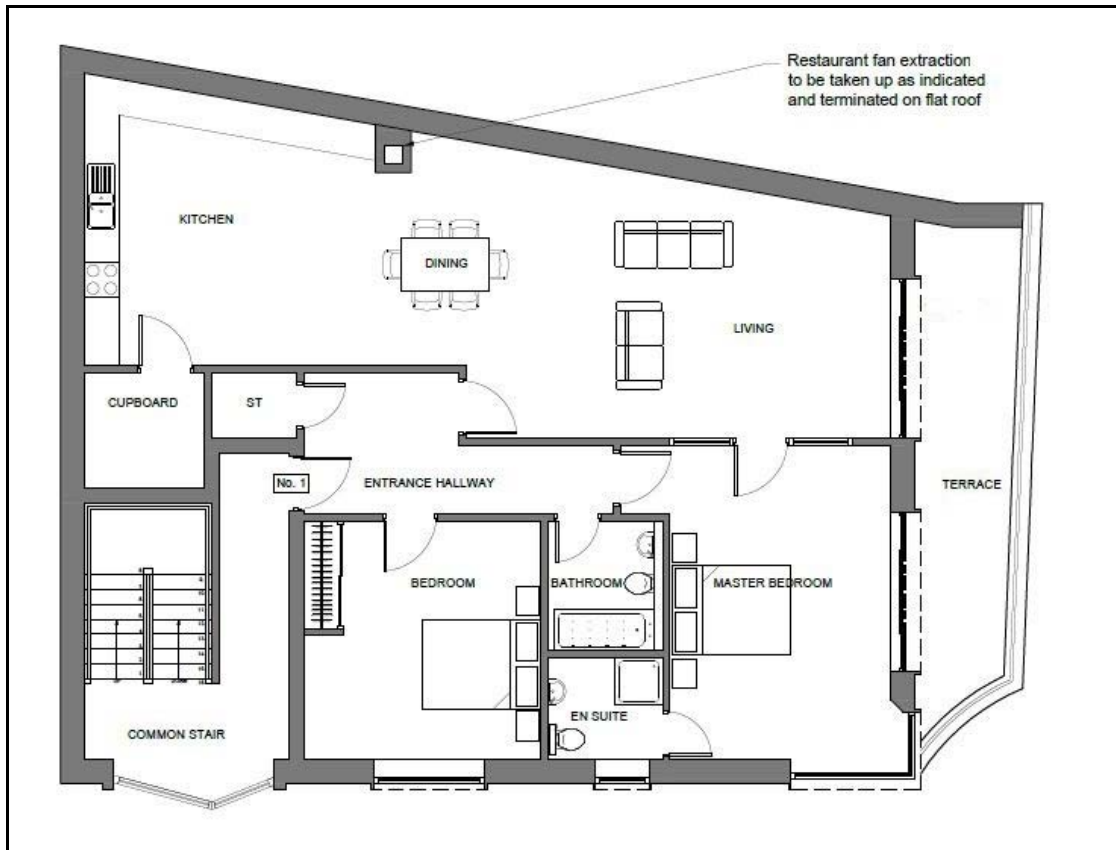 Restaurant fan extraction
to be taken up as indicated
and terminated on flat roof
KITCHEN
DINING
LIVING
CUPBOARD
ST
No. 1
ENTRANCE HALLWAY
TERRACE
BEDROOM
BATHROOM
MASTER BEDROOM
EN SUITE
COMMON STAIR